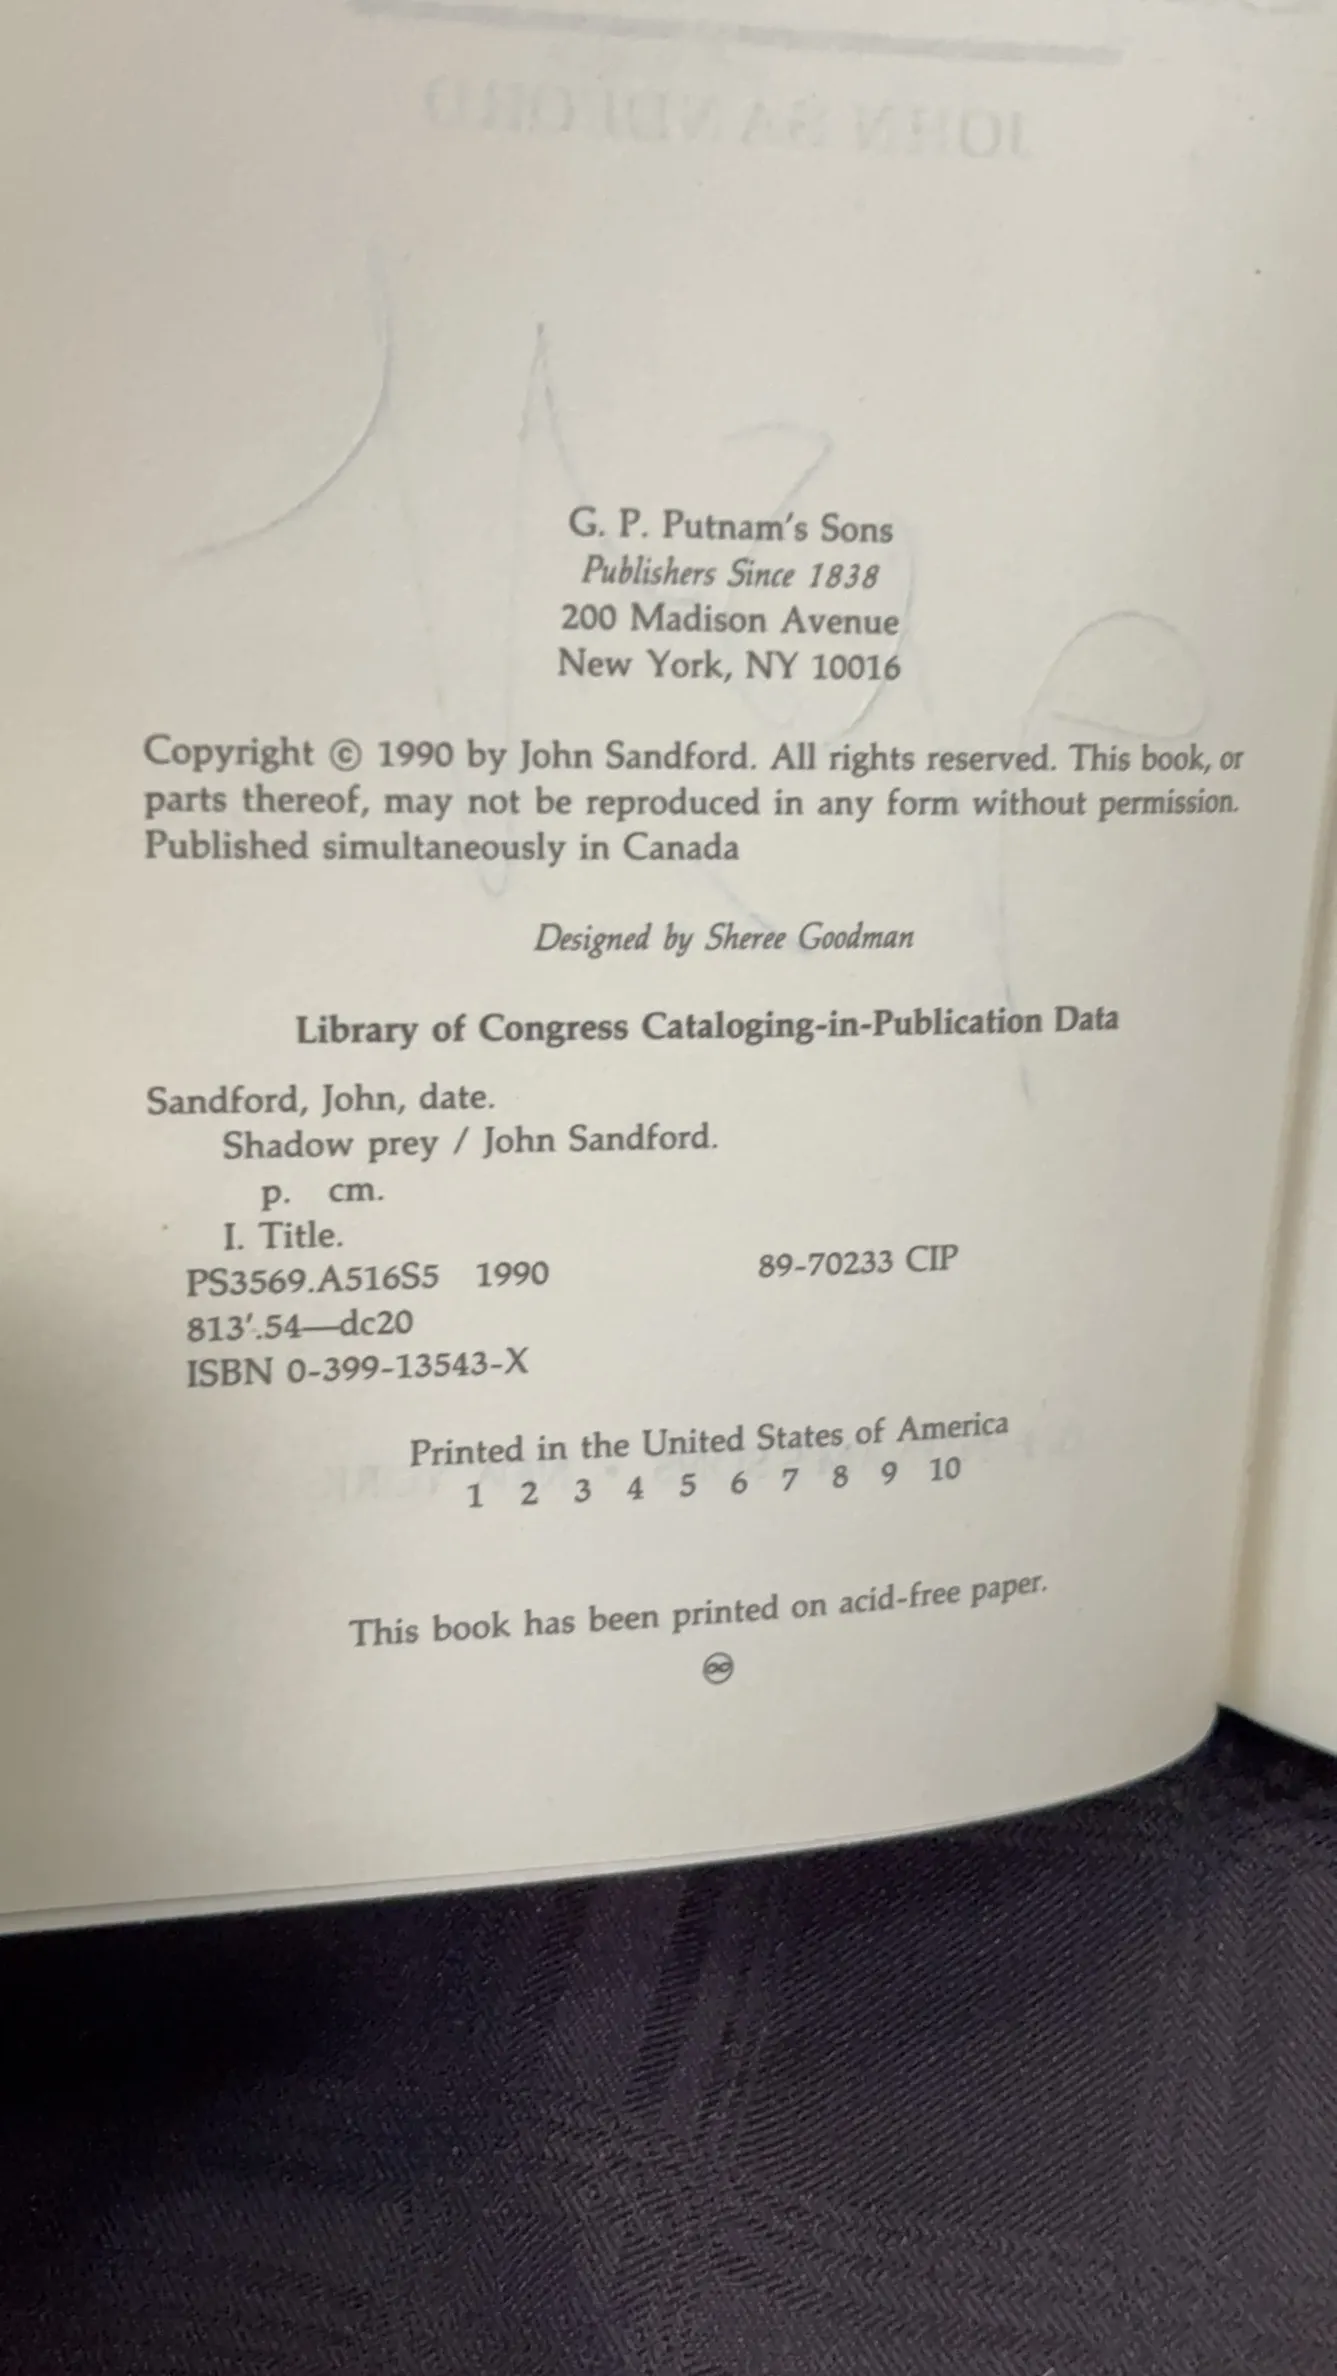 JOHN SANDFORD
G. P. Putnam's Sons
Publishers Since 1838
200 Madison Avenue
New York, NY 10016
Copyright © 1990 by John Sandford. All rights reserved. This book, or
parts thereof, may not be reproduced in any form without permission.
Published simultaneously in Canada
Designed by Sheree Goodman
Library of Congress Cataloging-in-Publication Data
Sandford, John, date.
Shadow prey / John Sandford.
p. cm.
I. Title.
PS3569.A516S5 1990 89-70233 CIP
813'.54—dc20
ISBN 0-399-13543-X
Printed in the United States of America
1 2 3 4 5 6 7 8 9 10
This book has been printed on acid-free paper.
♾